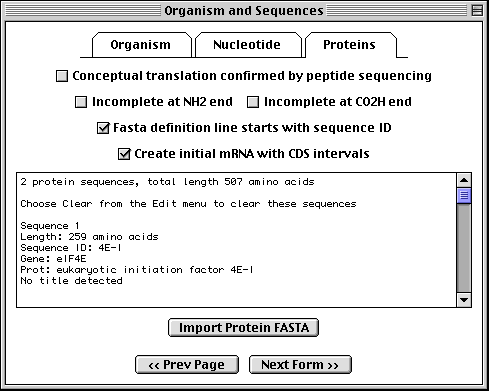 Organism and Sequences
Organism Nucleotide Proteins
Conceptual translation confirmed by peptide sequencing
Incomplete at NH2 end Incomplete at CO2H end
Fasta definition line starts with sequence ID
Create initial mRNA with CDS intervals
2 protein sequences, total length 507 amino acids
Choose Clear from the Edit menu to clear these sequences
Sequence 1
Length: 259 amino acids
Sequence ID: 4E-I
Gene: eIF4E
Prot: eukaryotic initiation factor 4E-I
No title detected
Import Protein FASTA
<< Prev Page Next Form >>